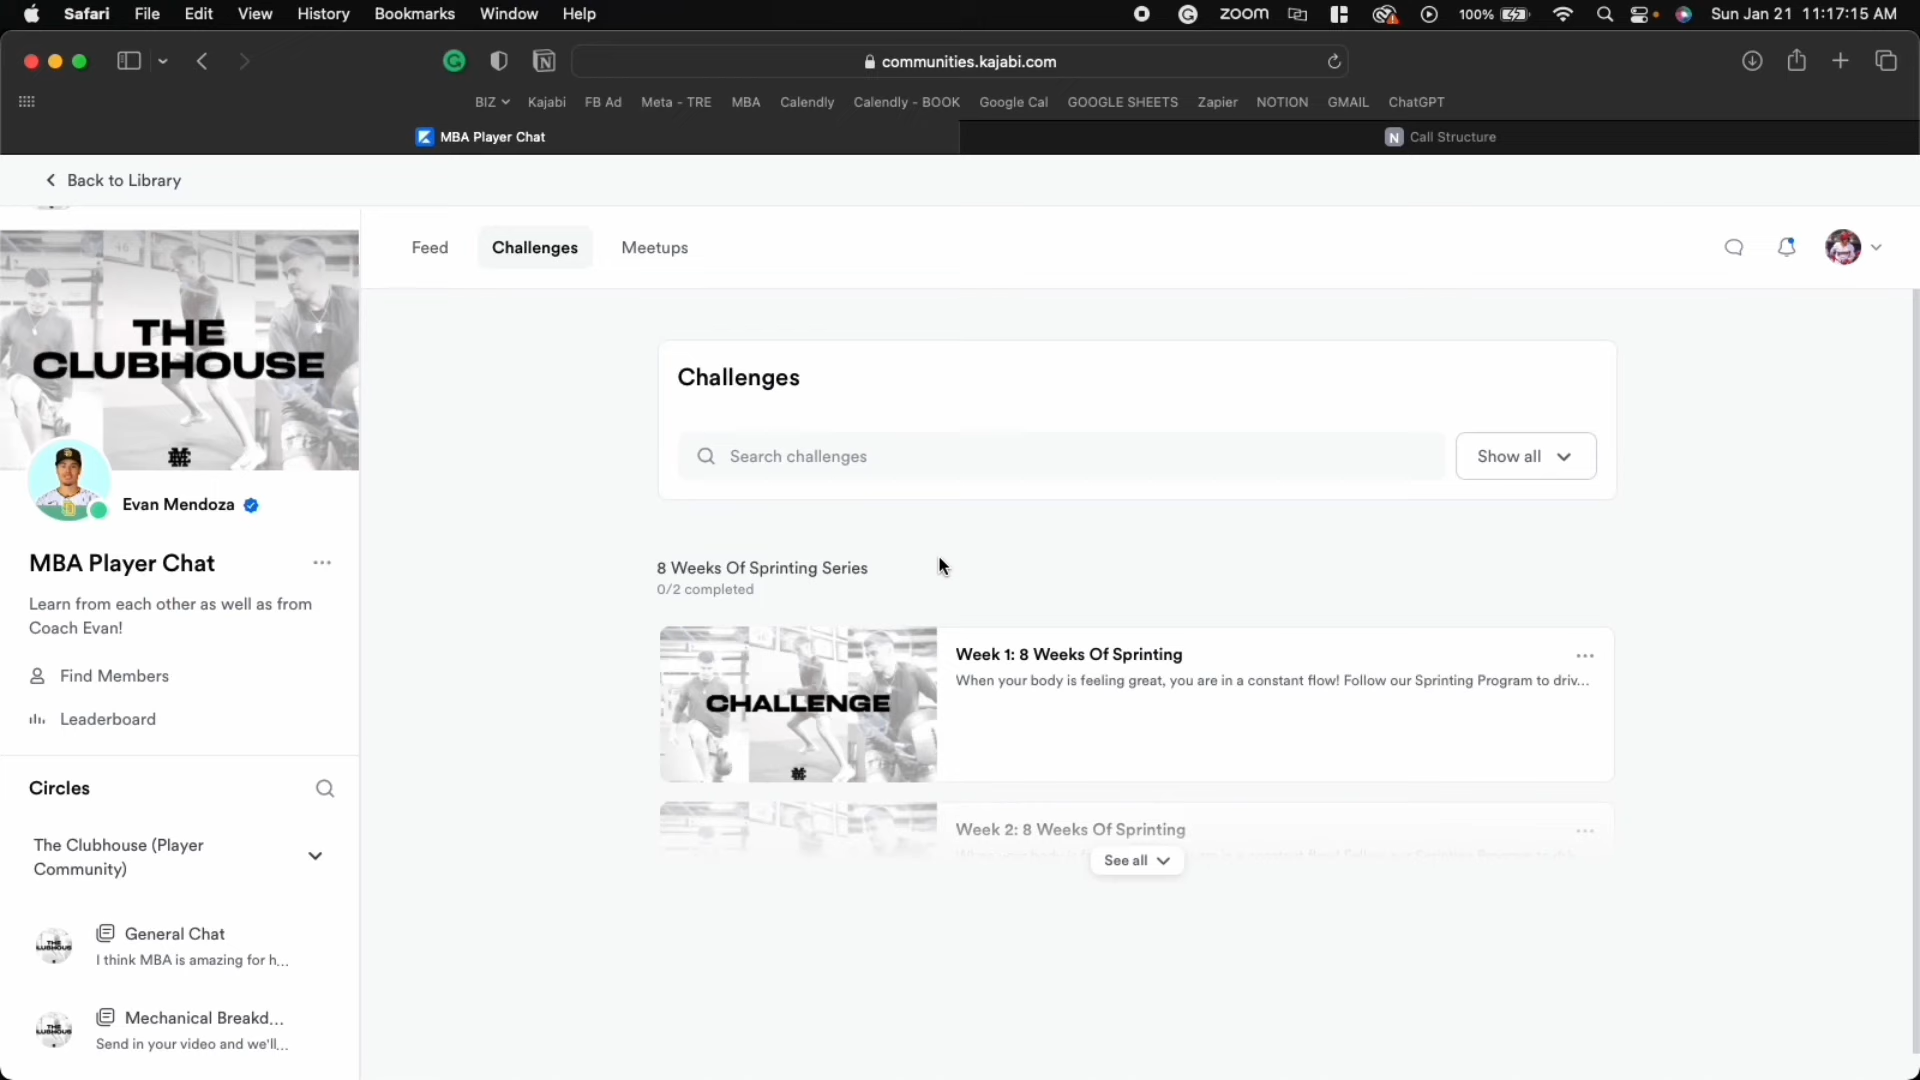 Safari File Edit View History Bookmarks Window Help
zoom 100% Sun Jan 21 11:17:15 AM
communities.kajabi.com
BIZ Kajabi FB Ad Meta - TRE MBA Calendly Calendly - BOOK Google Cal GOOGLE SHEETS Zapier NOTION GMAIL ChatGPT
MBA Player Chat
Call Structure
Back to Library
Feed Challenges Meetups
THE
CLUBHOUSE
Evan Mendoza
MBA Player Chat
Learn from each other as well as from
Coach Evan!
Find Members
Leaderboard
Circles
The Clubhouse (Player
Community)
General Chat
I think MBA is amazing for h...
Mechanical Breakd...
Send in your video and we'll...
Challenges
Search challenges
Show all
8 Weeks Of Sprinting Series
0/2 completed
CHALLENGE
Week 1: 8 Weeks Of Sprinting
When your body is feeling great, you are in a constant flow! Follow our Sprinting Program to driv...
Week 2: 8 Weeks Of Sprinting
See all